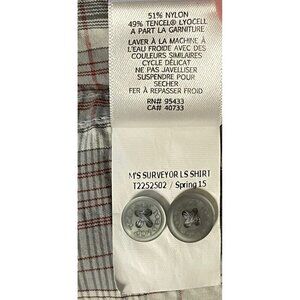 51% NYLON
49% TENCEL® LYOCELL
A PART LA GARNITURE
LAVER À LA MACHINE À
L'EAU FROIDE AVEC DES
COULEURS SIMILAIRES
CYCLE DÉLICAT
NE PAS JAVELLISER
SUSPENDRE POUR
SECHER
FER À REPASSER FROID
RN# 95433
CA# 40733
M'S SURVEYOR LS SHIRT
T2252502 / Spring 15